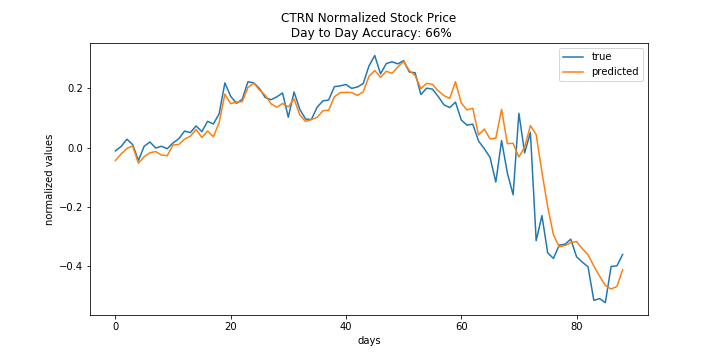 CTRN Normalized Stock Price
Day to Day Accuracy: 66%
true
predicted
normalized values
0.2
0.0
−0.2
−0.4
0
20
40
60
80
days